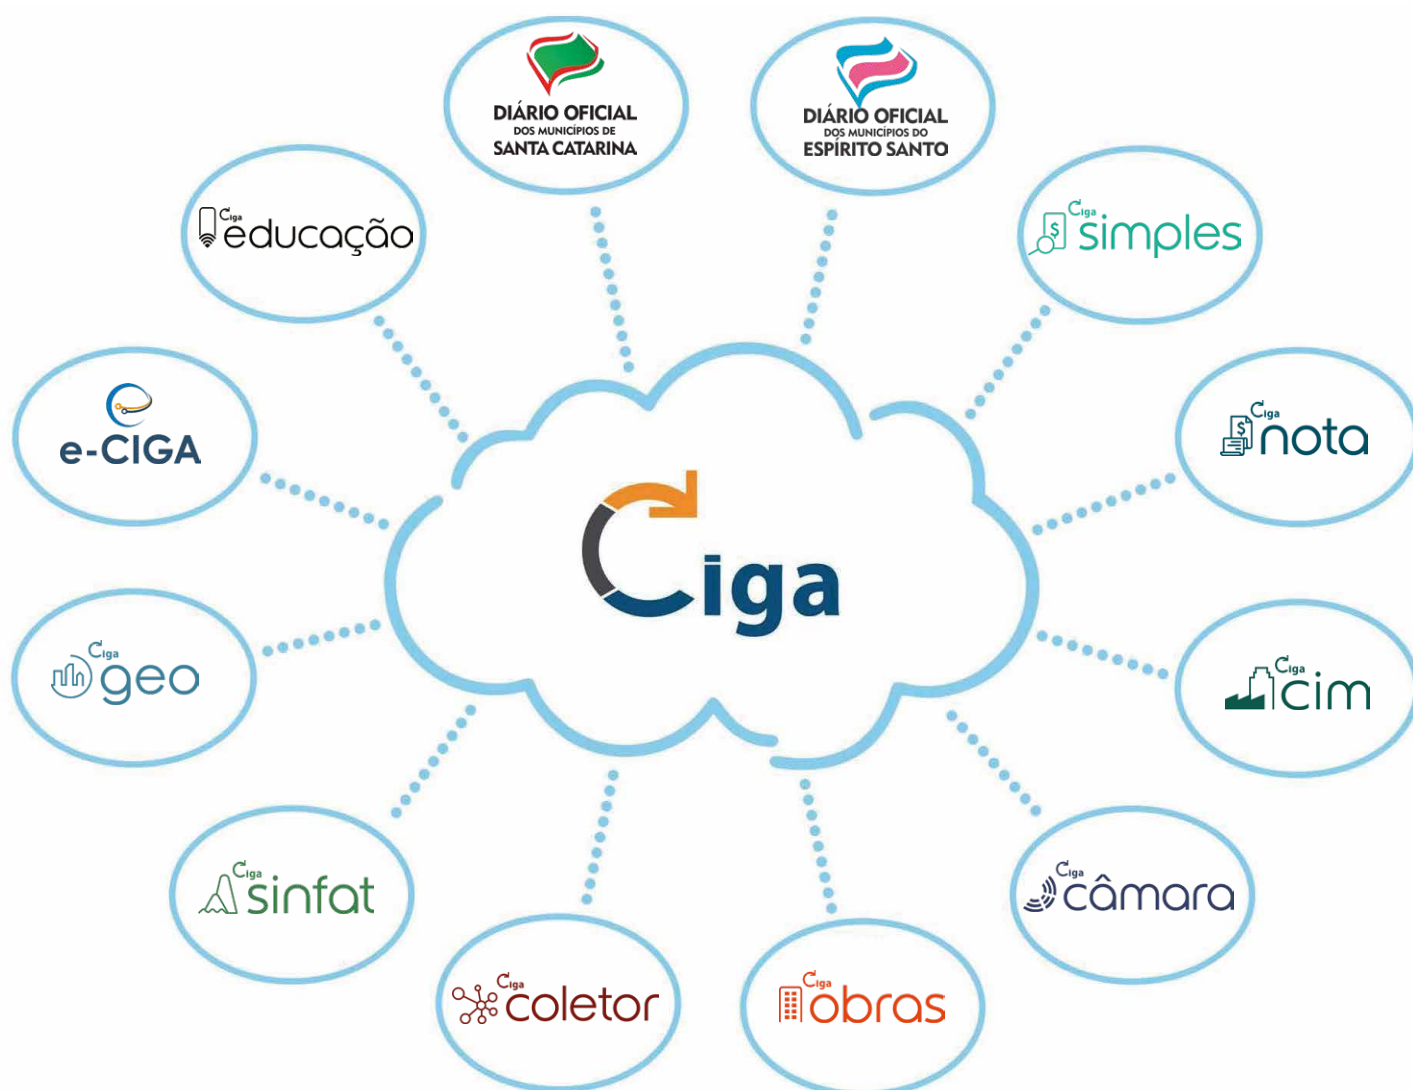 DIÁRIO OFICIAL
DOS MUNICÍPIOS DE
SANTA CATARINA
DIÁRIO OFICIAL
DOS MUNICÍPIOS DO
ESPÍRITO SANTO
Ciga
educação
Ciga
simples
e-CIGA
Ciga
nota
Ciga
Ciga
geo
Ciga
cim
Ciga
sinfat
Ciga
câmara
Ciga
coletor
Ciga
obras